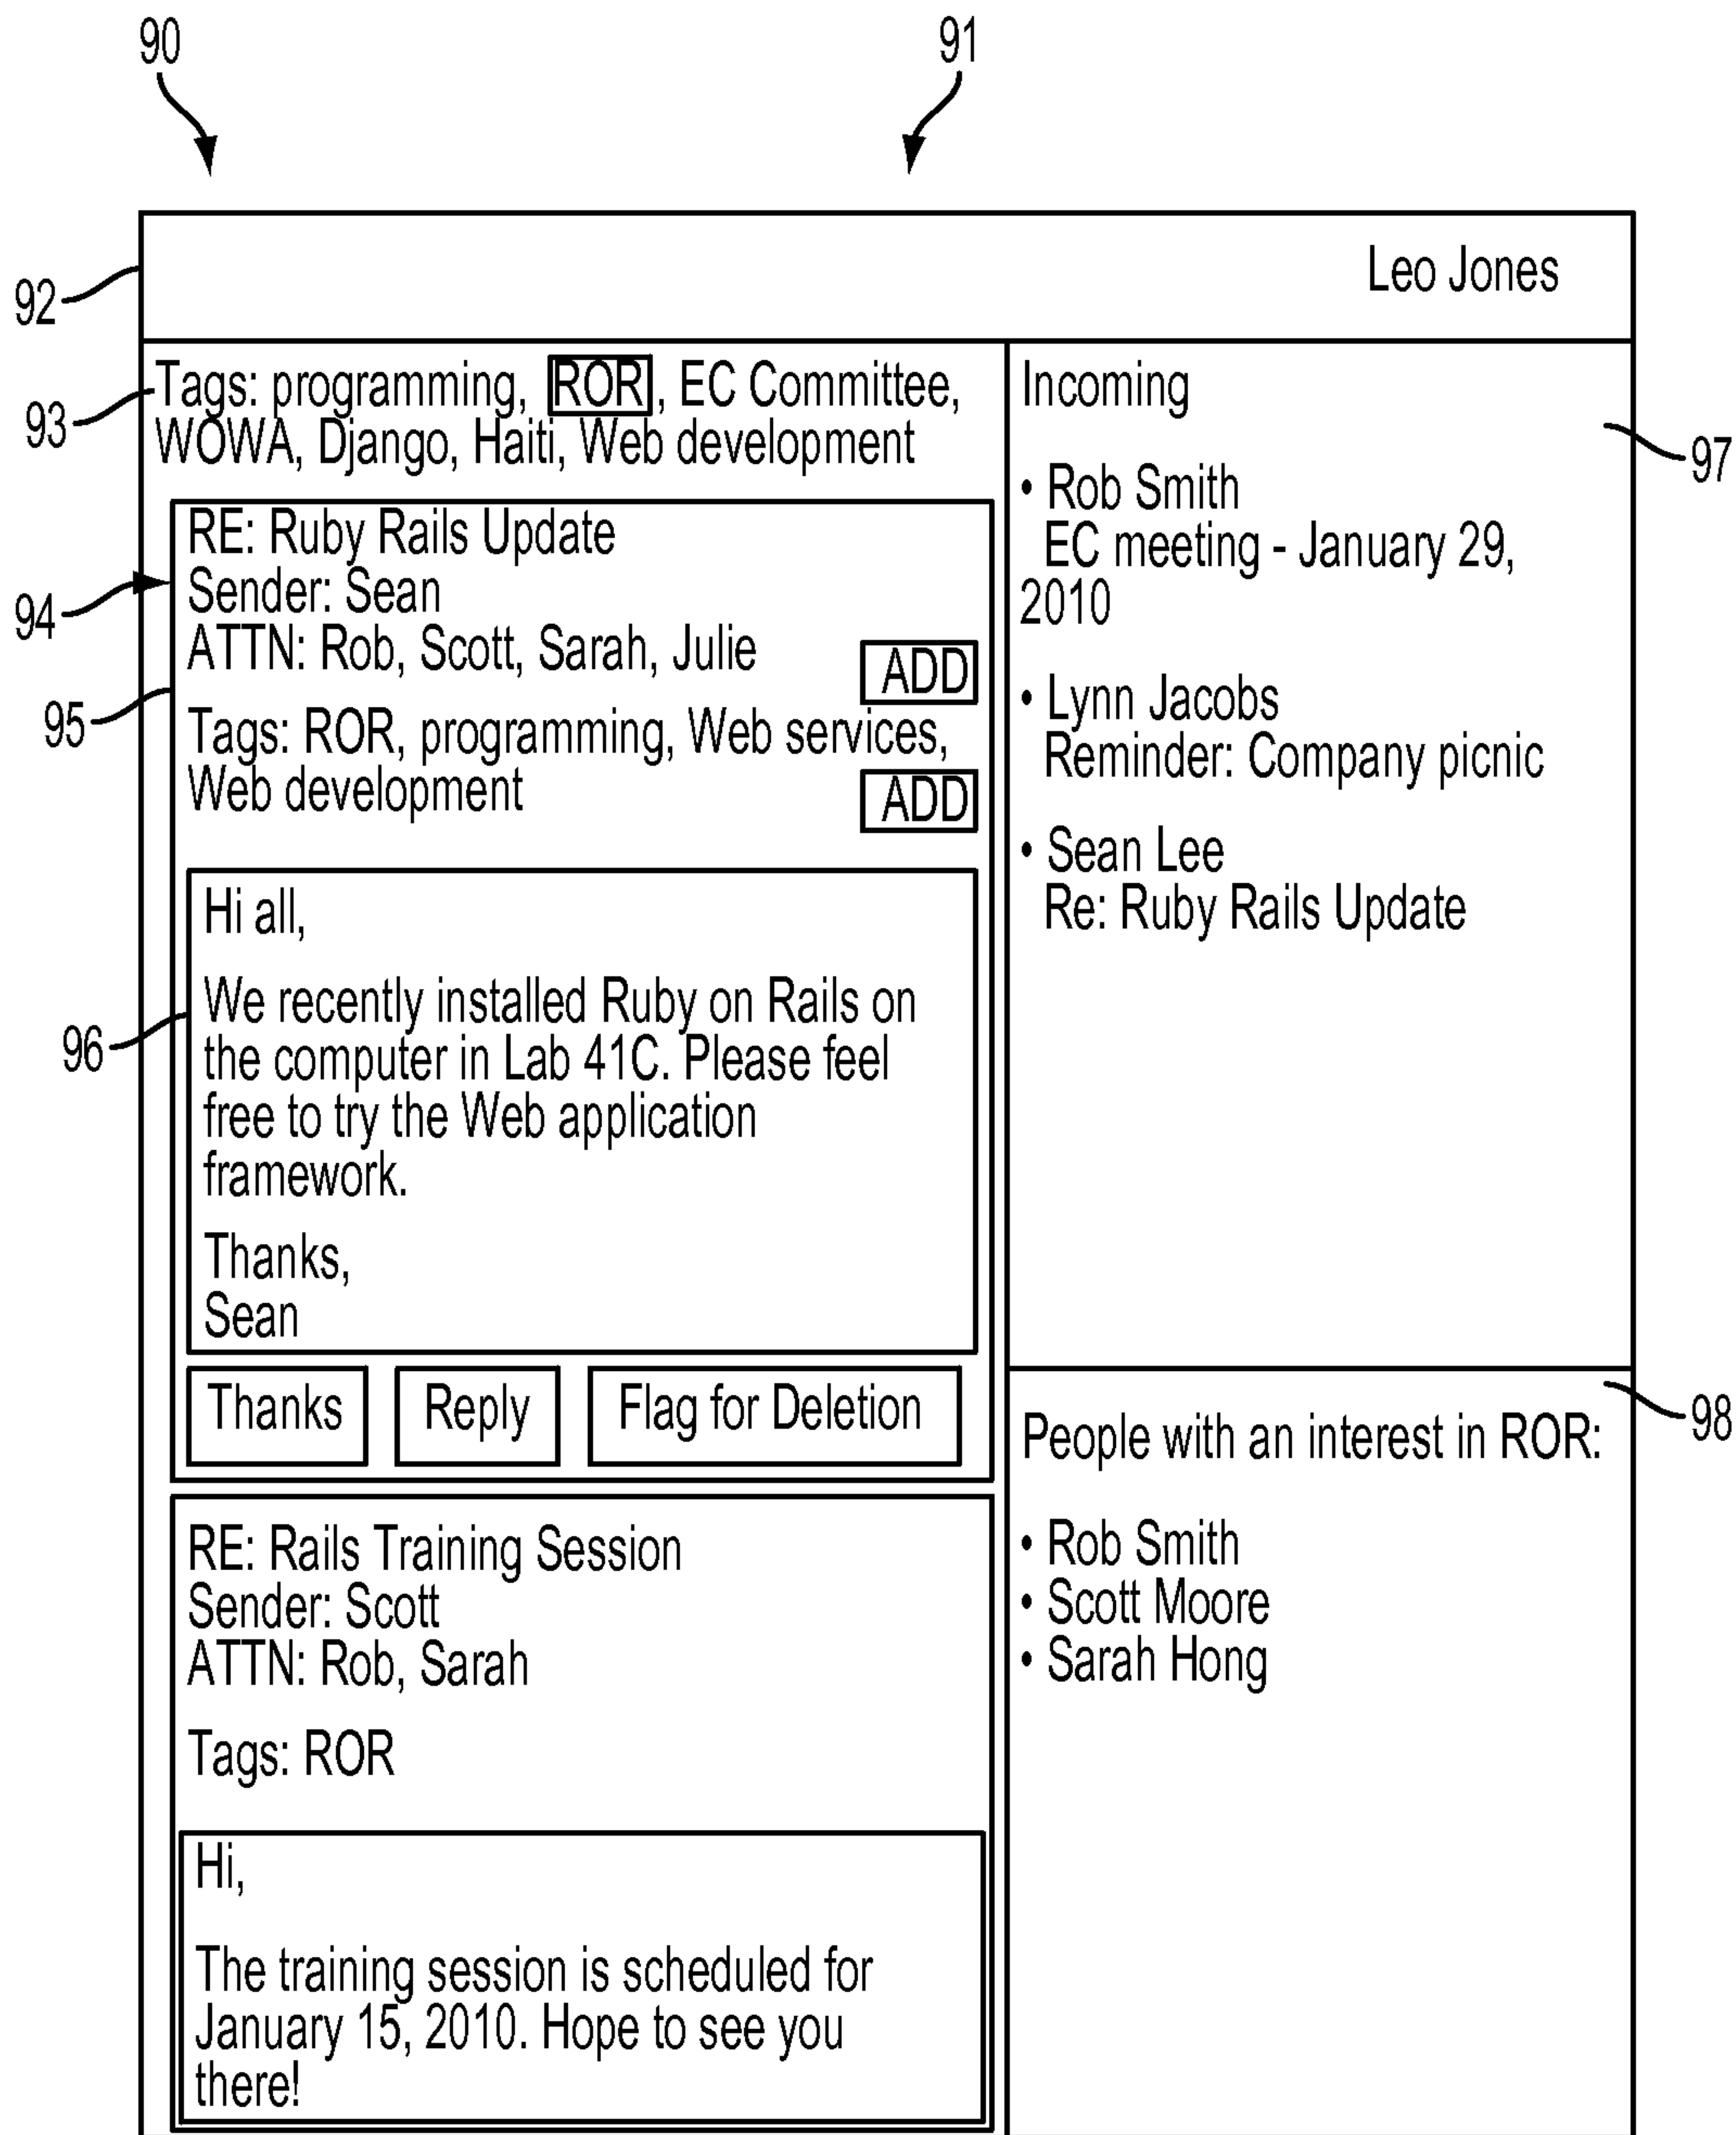 90
91
92
Leo Jones
93
Tags: programming, ROR, EC Committee,
WOWA, Django, Haiti, Web development
94
RE: Ruby Rails Update
Sender: Sean
ATTN: Rob, Scott, Sarah, Julie
ADD
95
Tags: ROR, programming, Web services,
Web development
ADD
96
Hi all,
We recently installed Ruby on Rails on
the computer in Lab 41C. Please feel
free to try the Web application
framework.
Thanks,
Sean
Thanks
Reply
Flag for Deletion
RE: Rails Training Session
Sender: Scott
ATTN: Rob, Sarah
Tags: ROR
Hi,
The training session is scheduled for
January 15, 2010. Hope to see you
there!
Incoming
97
• Rob Smith
EC meeting - January 29,
2010
• Lynn Jacobs
Reminder: Company picnic
• Sean Lee
Re: Ruby Rails Update
98
People with an interest in ROR:
• Rob Smith
• Scott Moore
• Sarah Hong